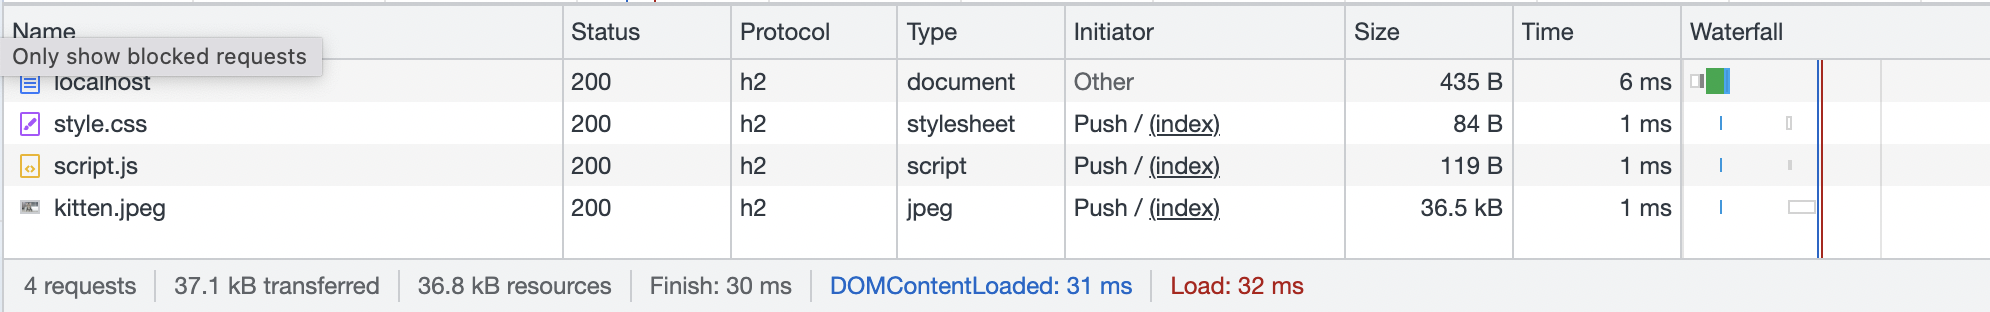 Name Status Protocol Type Initiator Size Time Waterfall
Only show blocked requests
localhost 200 h2 document Other 435 B 6 ms
style.css 200 h2 stylesheet Push / (index) 84 B 1 ms
script.js 200 h2 script Push / (index) 119 B 1 ms
kitten.jpeg 200 h2 jpeg Push / (index) 36.5 kB 1 ms
4 requests 37.1 kB transferred 36.8 kB resources Finish: 30 ms DOMContentLoaded: 31 ms Load: 32 ms